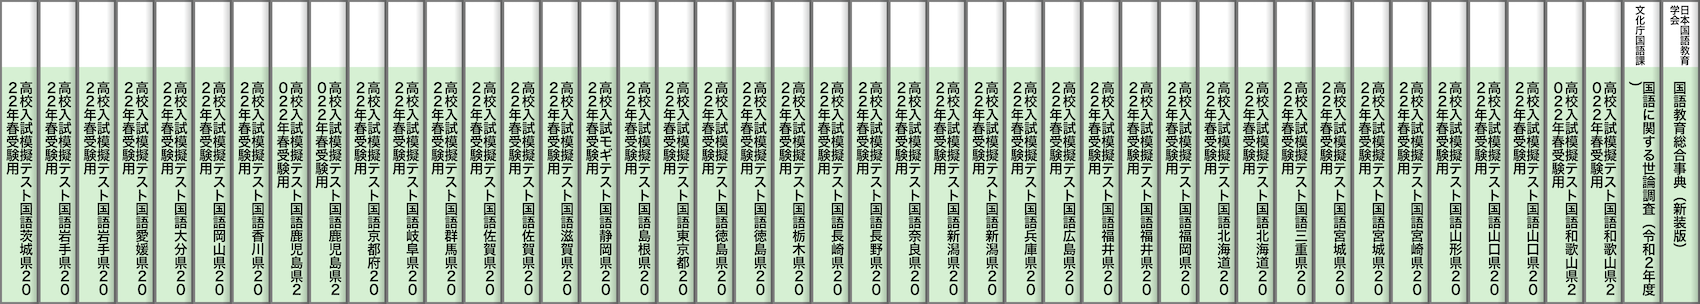 日本国語教育
学会
国語教育総合事典（新装版）
文化庁国語課
国語に関する世論調査（令和２年度
）
高校入試模擬テスト国語和歌山県２
０２２年春受験用
高校入試模擬テスト国語和歌山県２
０２２年春受験用
高校入試模擬テスト国語山口県２０
２２年春受験用
高校入試模擬テスト国語山口県２０
２２年春受験用
高校入試模擬テスト国語山形県２０
２２年春受験用
高校入試模擬テスト国語宮崎県２０
２２年春受験用
高校入試模擬テスト国語宮城県２０
２２年春受験用
高校入試模擬テスト国語宮城県２０
２２年春受験用
高校入試模擬テスト国語三重県２０
２２年春受験用
高校入試模擬テスト国語北海道２０
２２年春受験用
高校入試模擬テスト国語北海道２０
２２年春受験用
高校入試模擬テスト国語福岡県２０
２２年春受験用
高校入試模擬テスト国語福井県２０
２２年春受験用
高校入試模擬テスト国語福井県２０
２２年春受験用
高校入試模擬テスト国語広島県２０
２２年春受験用
高校入試模擬テスト国語兵庫県２０
２２年春受験用
高校入試模擬テスト国語新潟県２０
２２年春受験用
高校入試模擬テスト国語新潟県２０
２２年春受験用
高校入試模擬テスト国語奈良県２０
２２年春受験用
高校入試模擬テスト国語長野県２０
２２年春受験用
高校入試模擬テスト国語長崎県２０
２２年春受験用
高校入試模擬テスト国語栃木県２０
２２年春受験用
高校入試模擬テスト国語徳島県２０
２２年春受験用
高校入試模擬テスト国語徳島県２０
２２年春受験用
高校入試模擬テスト国語東京都２０
２２年春受験用
高校入試模擬テスト国語島根県２０
２２年春受験用
高校入試模ギテスト国語静岡県２０
２２年春受験用
高校入試模擬テスト国語滋賀県２０
２２年春受験用
高校入試模擬テスト国語佐賀県２０
２２年春受験用
高校入試模擬テスト国語佐賀県２０
２２年春受験用
高校入試模擬テスト国語群馬県２０
２２年春受験用
高校入試模擬テスト国語岐阜県２０
２２年春受験用
高校入試模擬テスト国語京都府２０
２２年春受験用
高校入試模擬テスト国語鹿児島県２
０２２年春受験用
高校入試模擬テスト国語鹿児島県２
０２２年春受験用
高校入試模擬テスト国語香川県２０
２２年春受験用
高校入試模擬テスト国語岡山県２０
２２年春受験用
高校入試模擬テスト国語大分県２０
２２年春受験用
高校入試模擬テスト国語愛媛県２０
２２年春受験用
高校入試模擬テスト国語岩手県２０
２２年春受験用
高校入試模擬テスト国語岩手県２０
２２年春受験用
高校入試模擬テスト国語茨城県２０
２２年春受験用